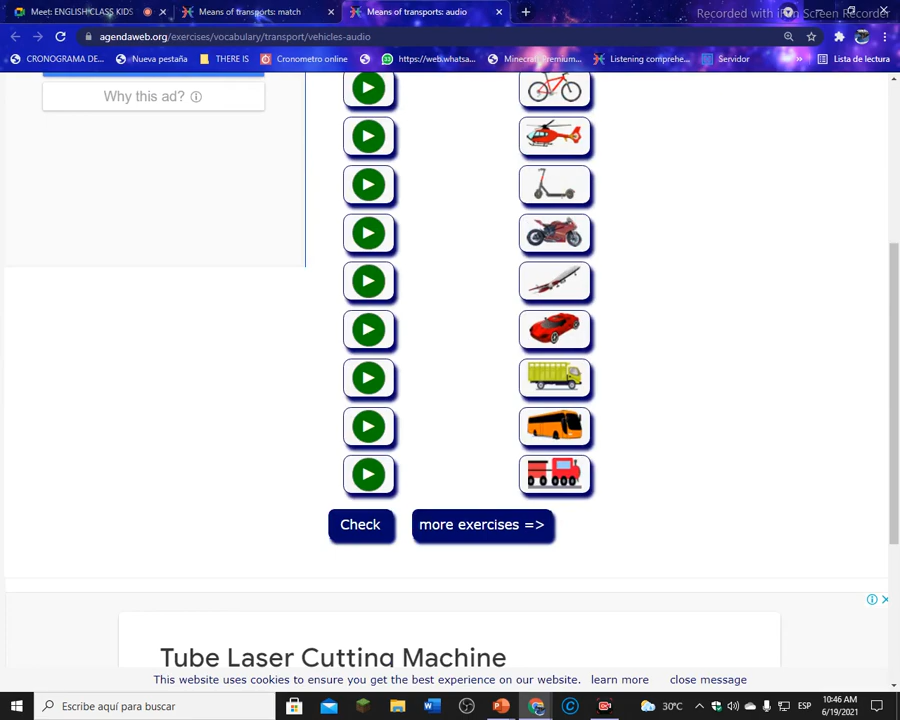 Meet: ENGLISH*CLASS KIDS
Means of transports: match
Means of transports: audio
Recorded with iFun Screen Recorder
agendaweb.org/exercises/vocabulary/transport/vehicles-audio
CRONOGRAMA DE...
Nueva pestaña
THERE IS
Cronometro online
https://web.whatsa...
Minecraft Premium...
Listening comprehe...
Servidor
»
Lista de lectura
Why this ad?
Check
more exercises =>
Tube Laser Cutting Machine
This website uses cookies to ensure you get the best experience on our website.
learn more
close message
Escribe aquí para buscar
30°C
ESP
10:46 AM
6/19/2021